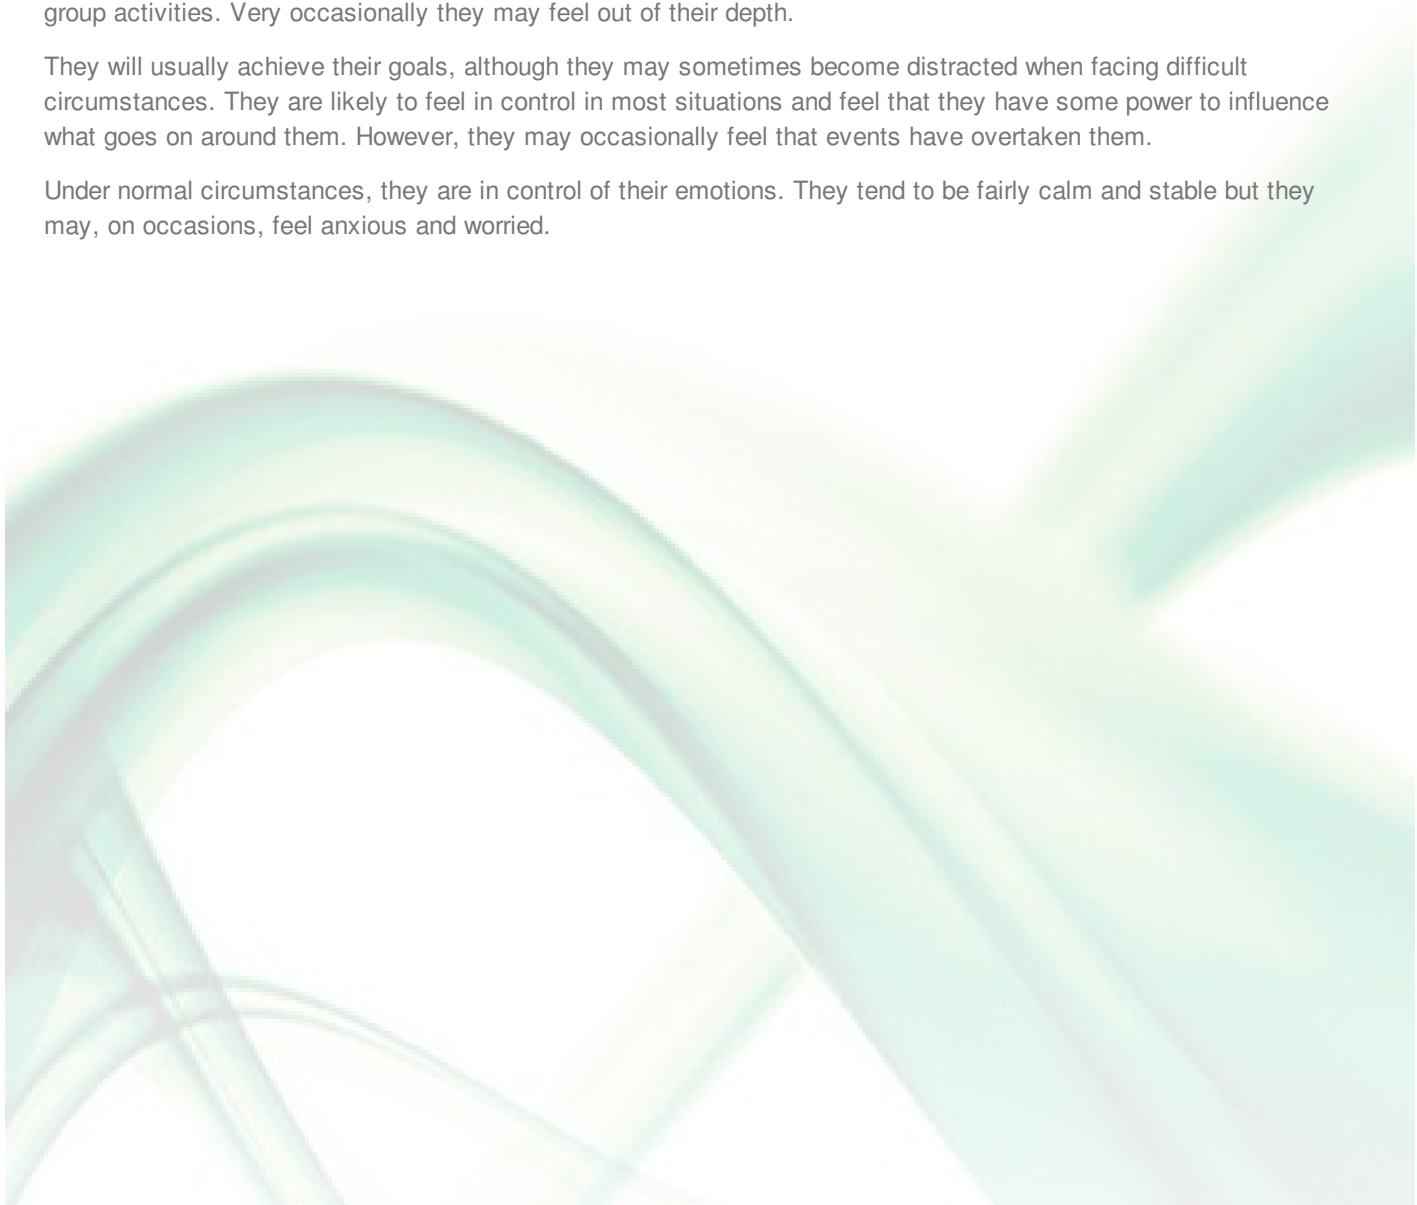 group activities. Very occasionally they may feel out of their depth.
They will usually achieve their goals, although they may sometimes become distracted when facing difficult
circumstances. They are likely to feel in control in most situations and feel that they have some power to influence
what goes on around them. However, they may occasionally feel that events have overtaken them.
Under normal circumstances, they are in control of their emotions. They tend to be fairly calm and stable but they
may, on occasions, feel anxious and worried.